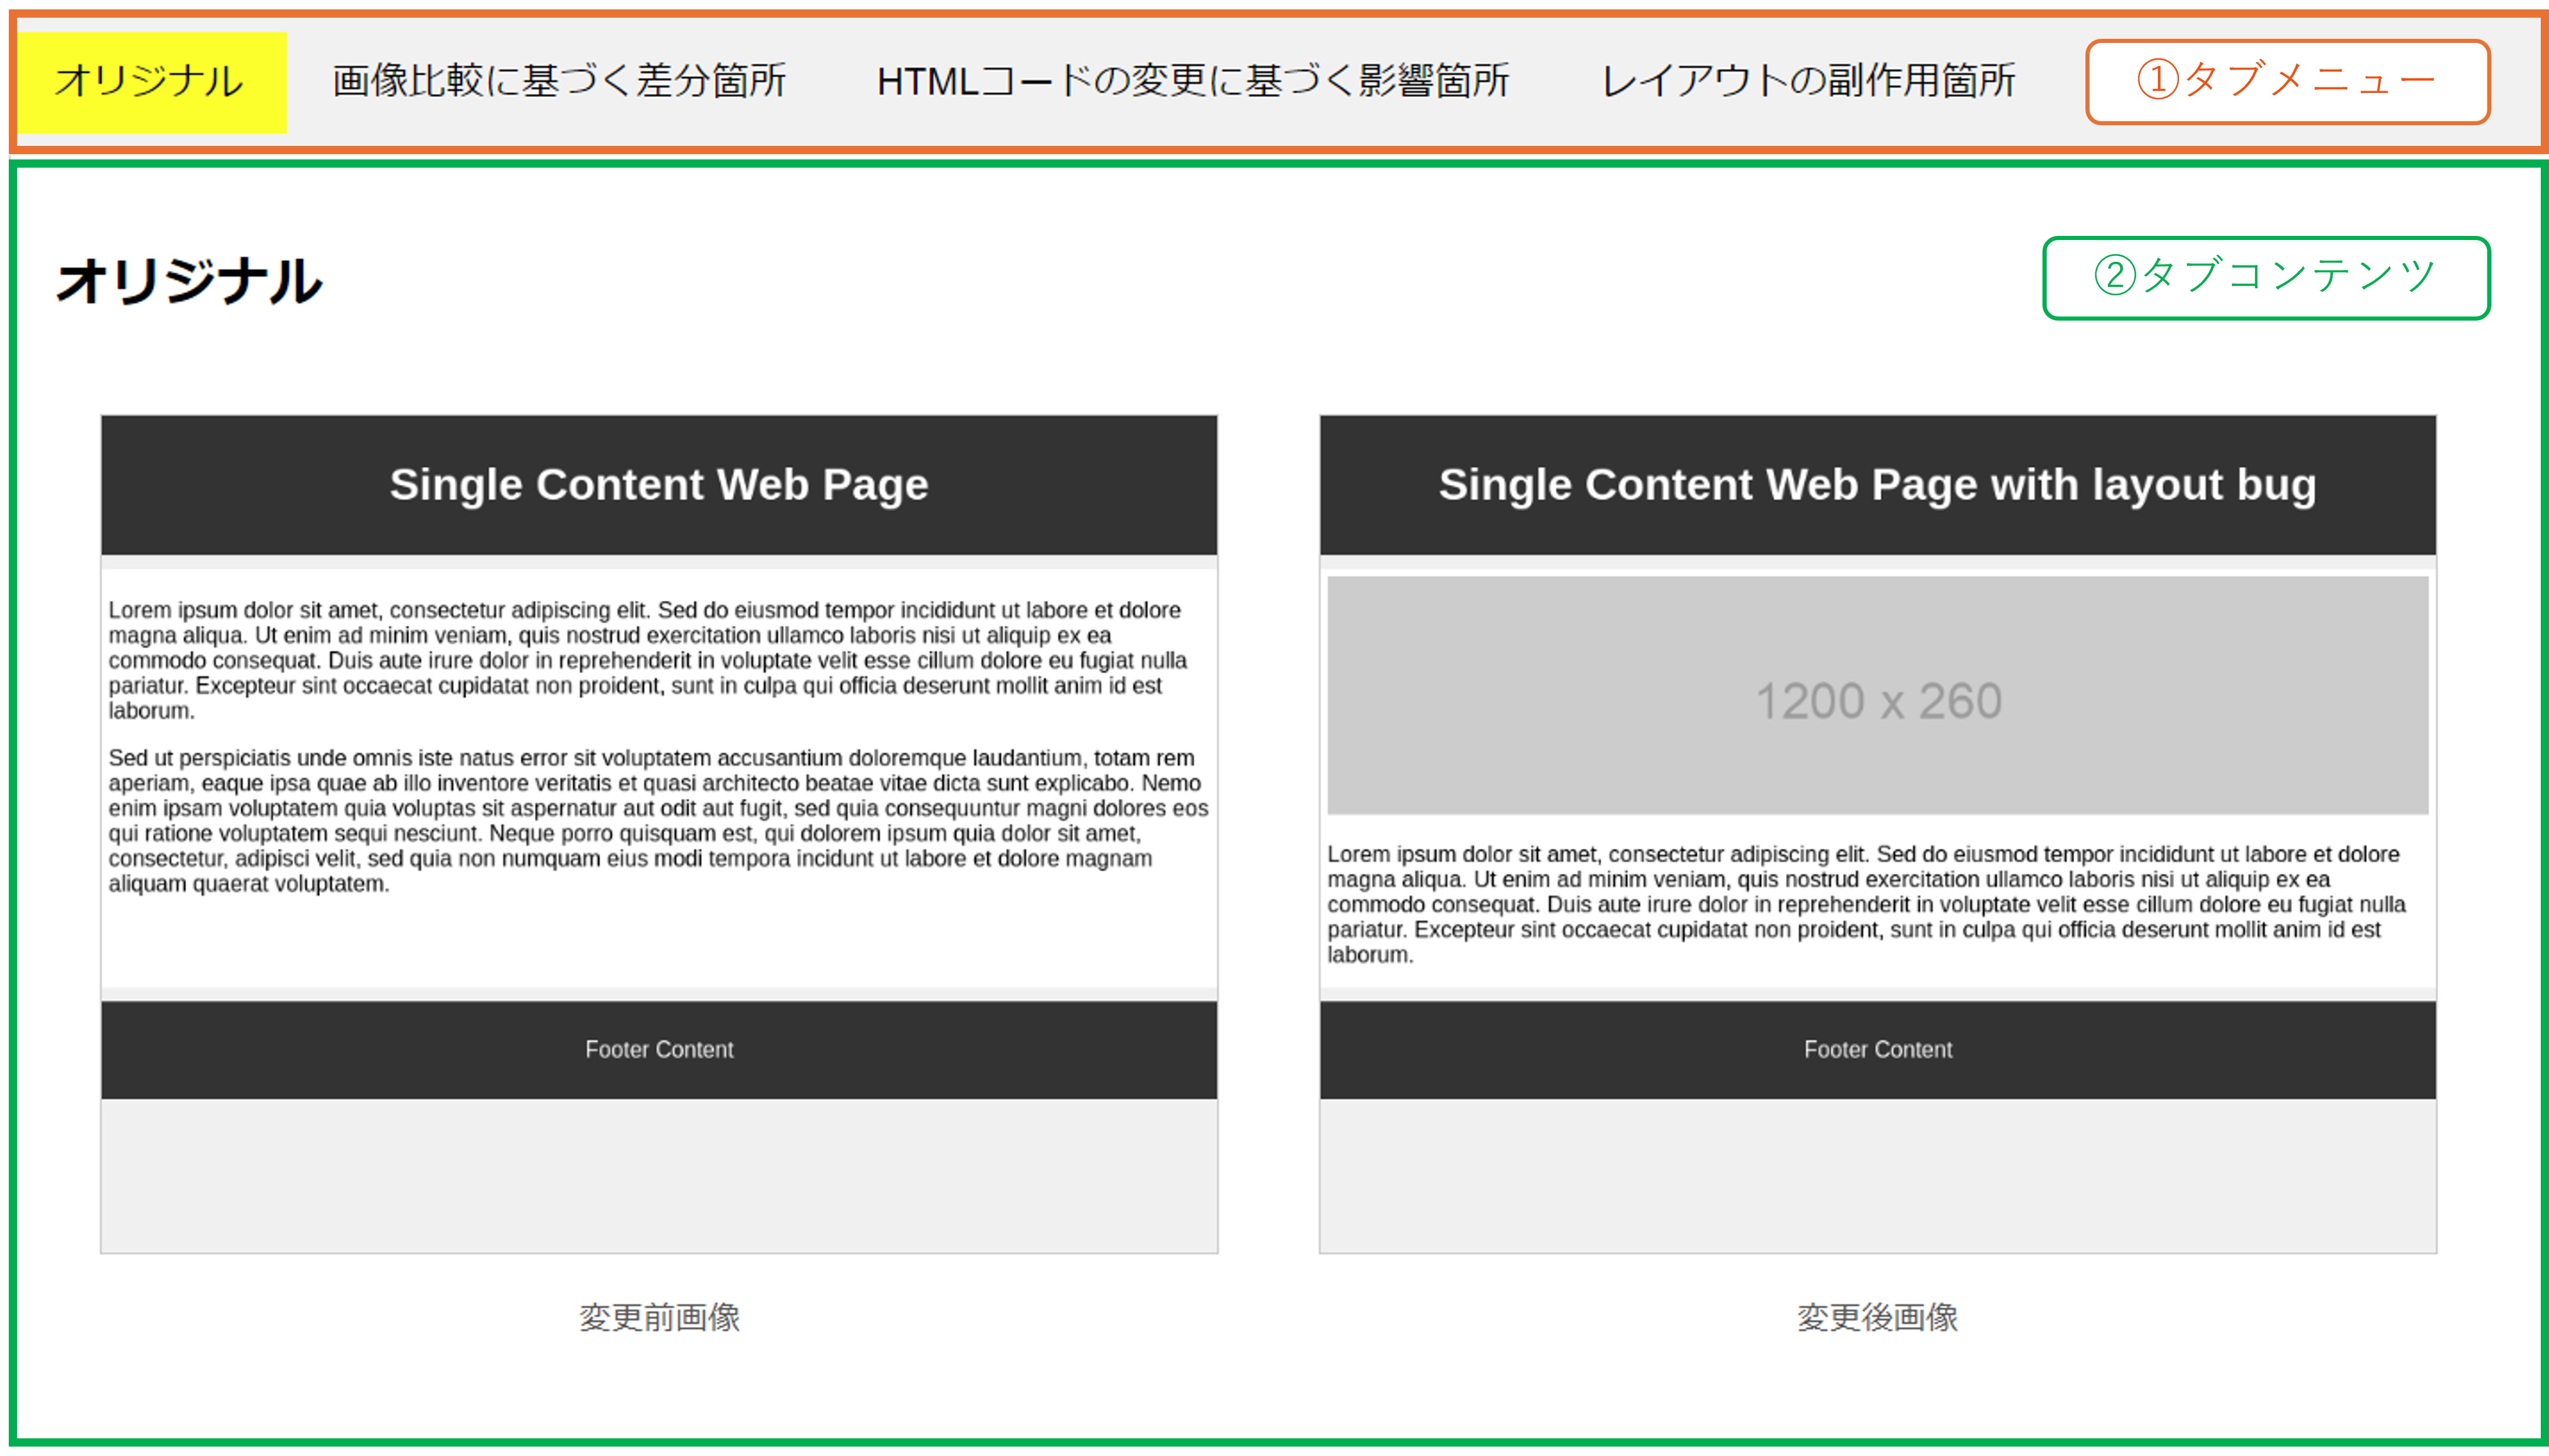 オリジナル 画像比較に基づく差分箇所 HTMLコードの変更に基づく影響箇所 レイアウトの副作用箇所 ①タブメニュー
オリジナル ②タブコンテンツ
Single Content Web Page
Lorem ipsum dolor sit amet, consectetur adipiscing elit. Sed do eiusmod tempor incididunt ut labore et dolore
magna aliqua. Ut enim ad minim veniam, quis nostrud exercitation ullamco laboris nisi ut aliquip ex ea
commodo consequat. Duis aute irure dolor in reprehenderit in voluptate velit esse cillum dolore eu fugiat nulla
pariatur. Excepteur sint occaecat cupidatat non proident, sunt in culpa qui officia deserunt mollit anim id est
laborum.
Sed ut perspiciatis unde omnis iste natus error sit voluptatem accusantium doloremque laudantium, totam rem
aperiam, eaque ipsa quae ab illo inventore veritatis et quasi architecto beatae vitae dicta sunt explicabo. Nemo
enim ipsam voluptatem quia voluptas sit aspernatur aut odit aut fugit, sed quia consequuntur magni dolores eos
qui ratione voluptatem sequi nesciunt. Neque porro quisquam est, qui dolorem ipsum quia dolor sit amet,
consectetur, adipisci velit, sed quia non numquam eius modi tempora incidunt ut labore et dolore magnam
aliquam quaerat voluptatem.
Footer Content
変更前画像
Single Content Web Page with layout bug
1200 x 260
Lorem ipsum dolor sit amet, consectetur adipiscing elit. Sed do eiusmod tempor incididunt ut labore et dolore
magna aliqua. Ut enim ad minim veniam, quis nostrud exercitation ullamco laboris nisi ut aliquip ex ea
commodo consequat. Duis aute irure dolor in reprehenderit in voluptate velit esse cillum dolore eu fugiat nulla
pariatur. Excepteur sint occaecat cupidatat non proident, sunt in culpa qui officia deserunt mollit anim id est
laborum.
Footer Content
変更後画像